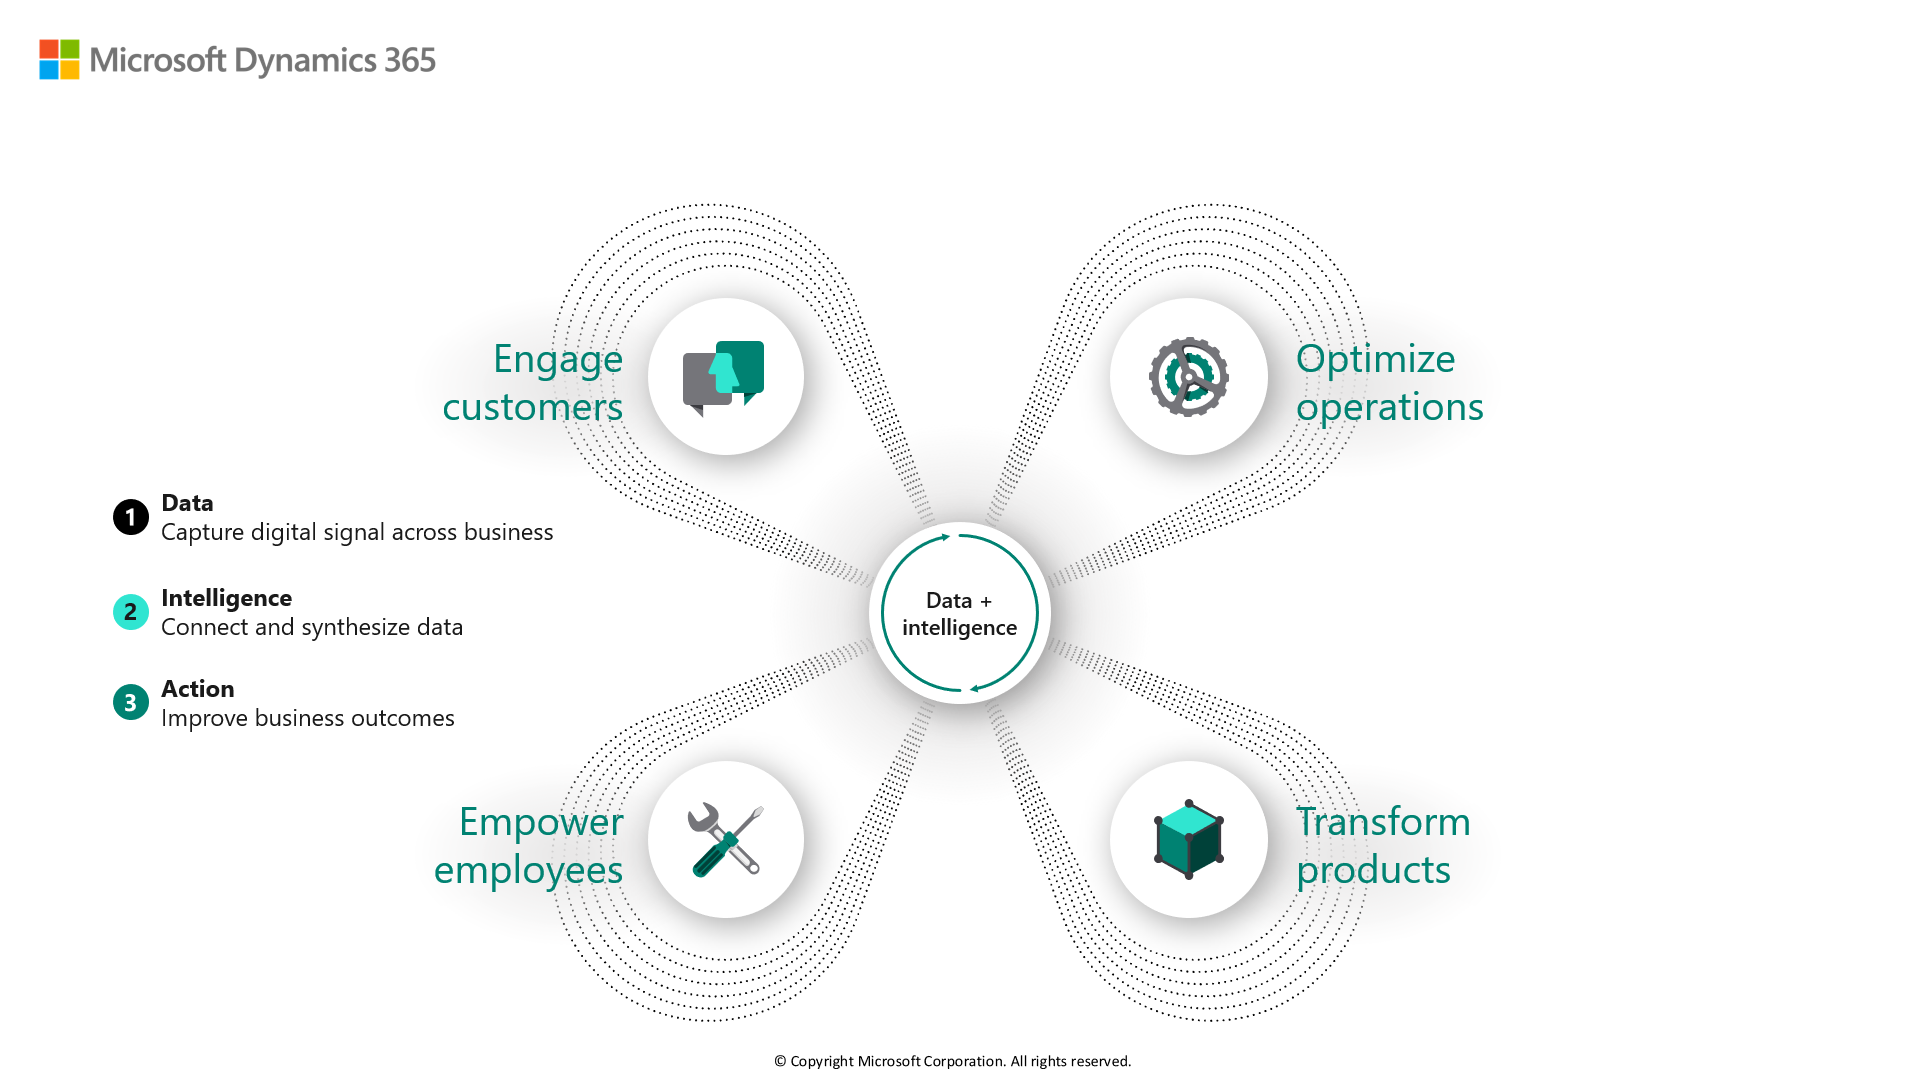 Microsoft Dynamics 365
Engage
customers
Optimize
operations
1
Data
Capture digital signal across business
2
Intelligence
Connect and synthesize data
3
Action
Improve business outcomes
Data +
intelligence
Empower
employees
Transform
products
© Copyright Microsoft Corporation. All rights reserved.